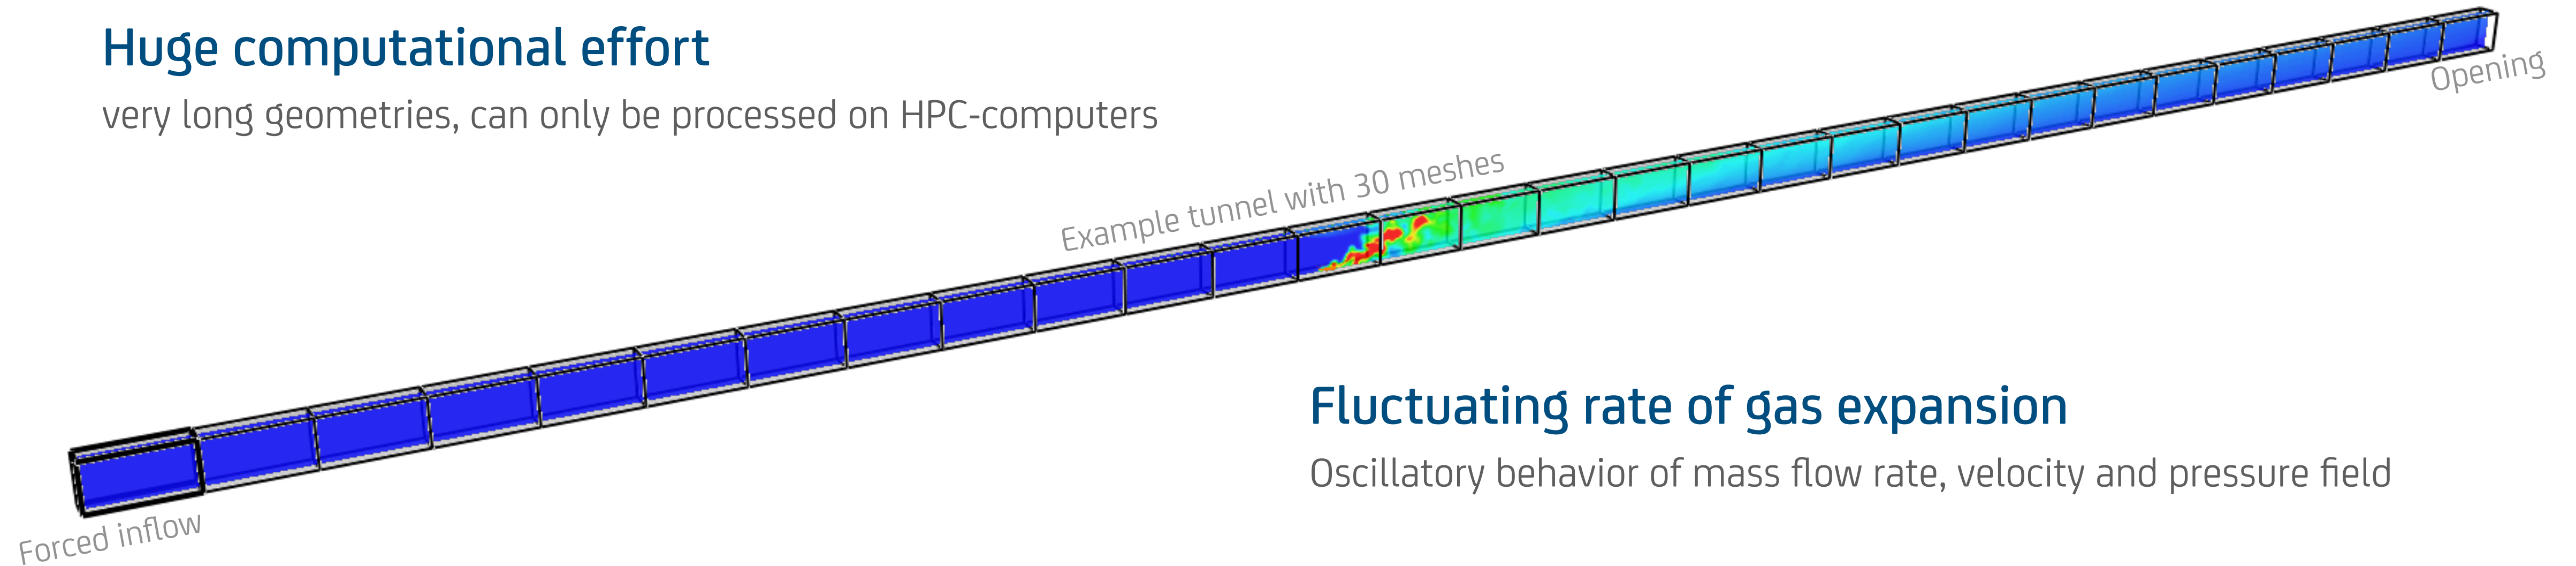 Huge computational effort
very long geometries, can only be processed on HPC-computers
Opening
Example tunnel with 30 meshes
Fluctuating rate of gas expansion
Oscillatory behavior of mass flow rate, velocity and pressure field
Forced inflow